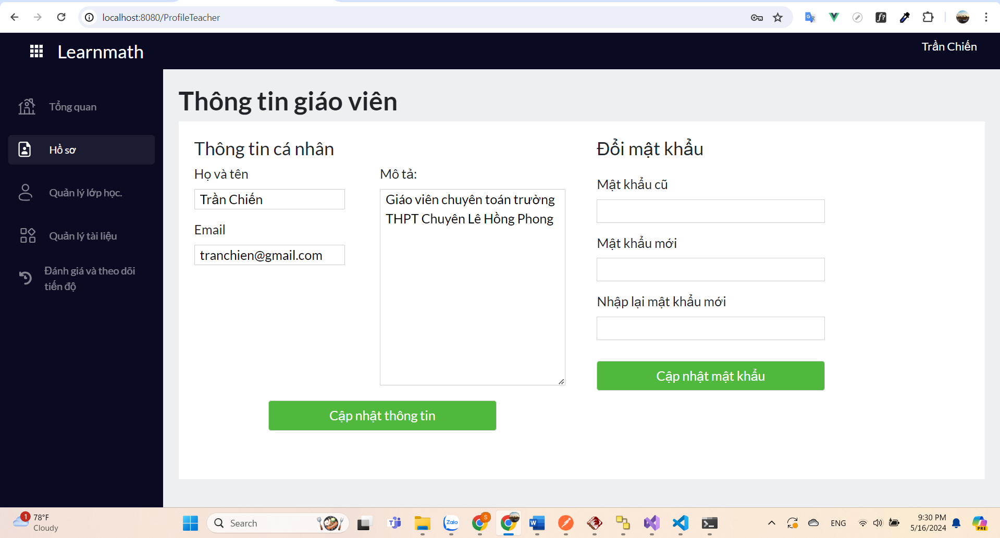 localhost:8080/ProfileTeacher
Learnmath
Trần Chiến
Tổng quan
Hồ sơ
Quản lý lớp học.
Quản lý tài liệu
Đánh giá và theo dõi
tiến độ
Thông tin giáo viên
Thông tin cá nhân
Họ và tên
Trần Chiến
Email
tranchien@gmail.com
Mô tả:
Giáo viên chuyên toán trường
THPT Chuyên Lê Hồng Phong
Cập nhật thông tin
Đổi mật khẩu
Mật khẩu cũ
Mật khẩu mới
Nhập lại mật khẩu mới
Cập nhật mật khẩu
1
78°F
Cloudy
Search
Zalo
S
ENG
9:30 PM
5/16/2024
PRE